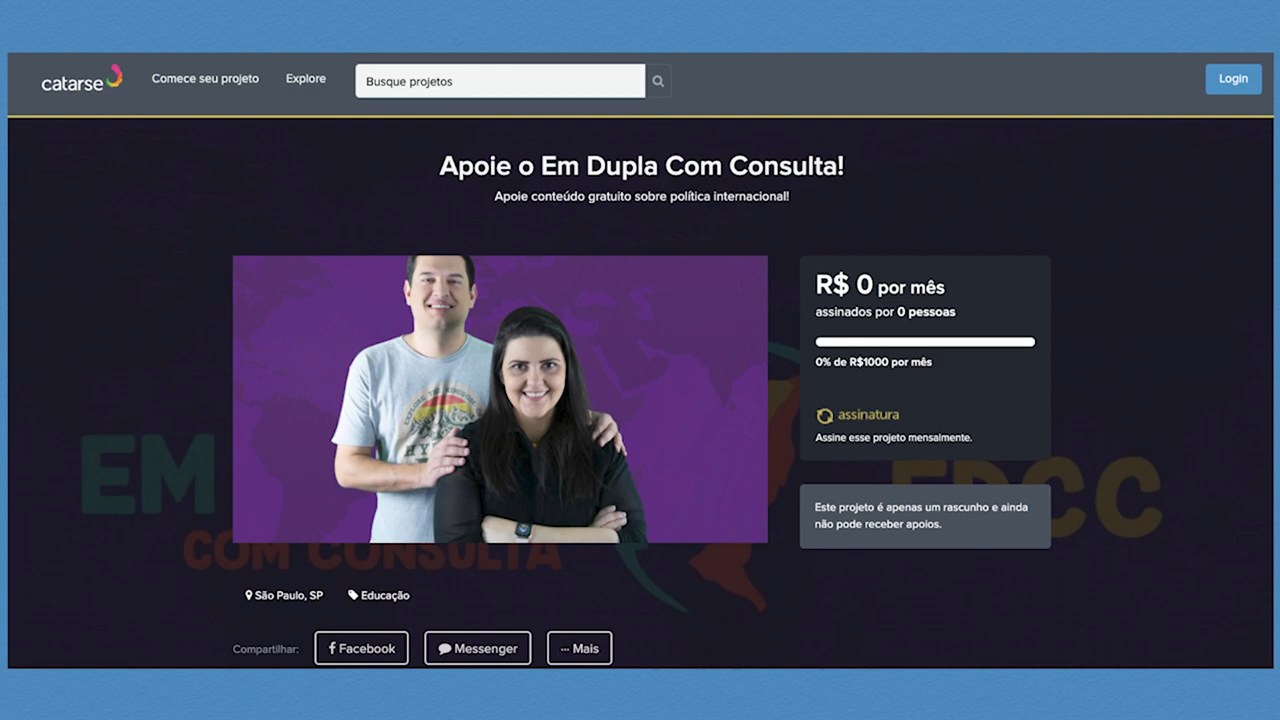 catarse
Comece seu projeto
Explore
Busque projetos
Login
Apoie o Em Dupla Com Consulta!
Apoie conteúdo gratuito sobre política internacional!
R$ 0 por mês
assinados por 0 pessoas
0% de R$1000 por mês
assinatura
Assine esse projeto mensalmente.
Este projeto é apenas um rascunho e ainda
não pode receber apoios.
EM
COM CONSULTA
EDCC
São Paulo, SP
Educação
Compartilhar:
Facebook
Messenger
··· Mais